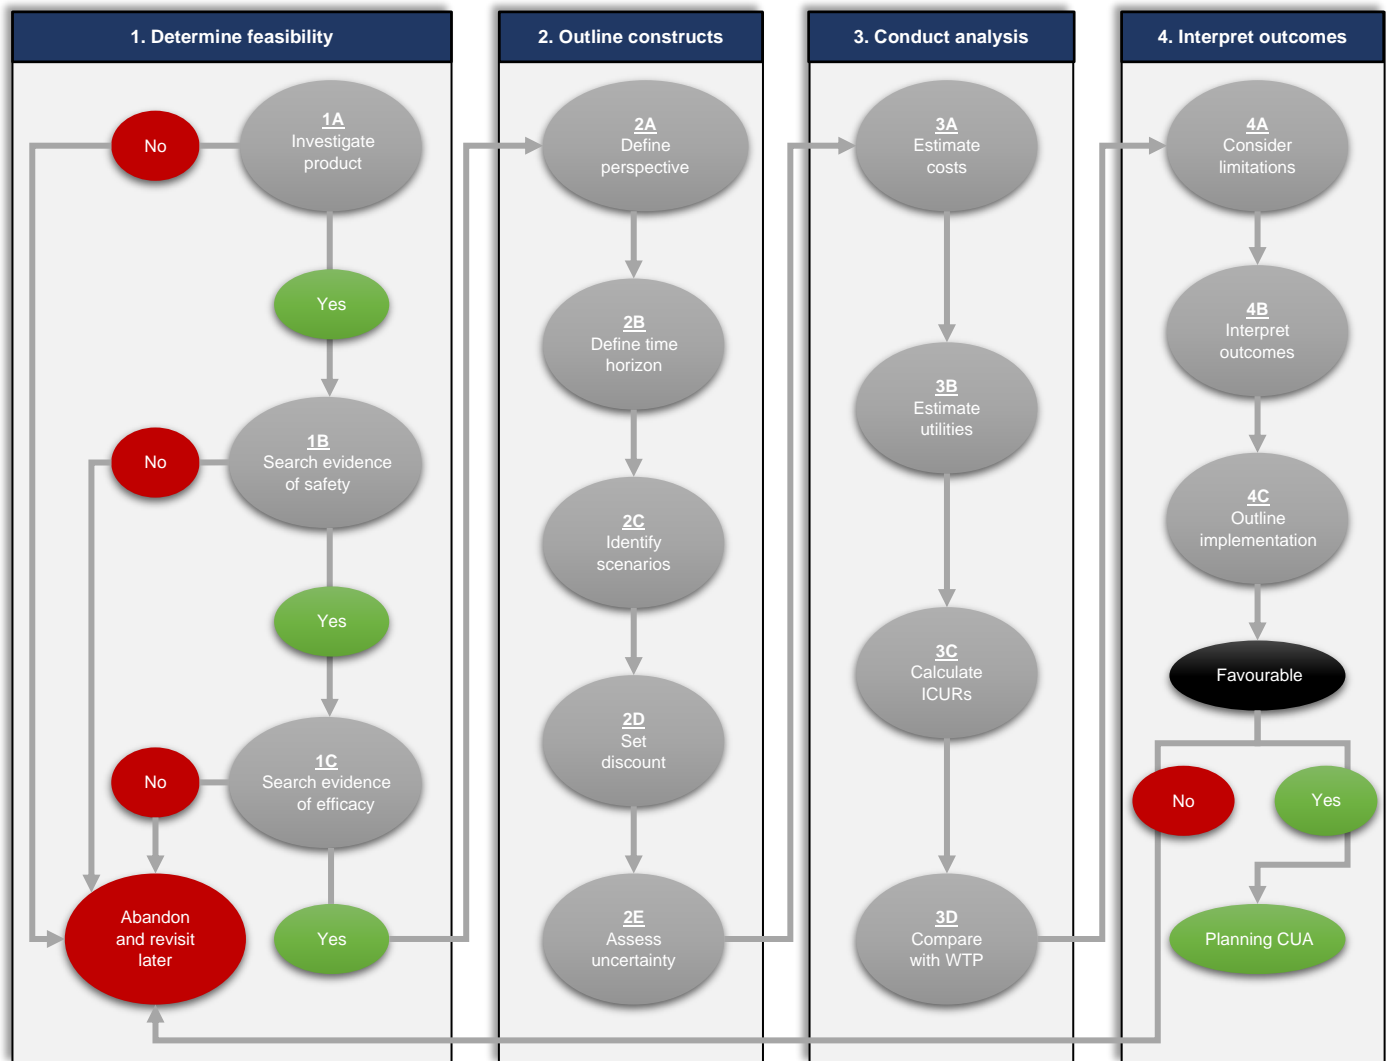 1. Determine feasibility
1A
Investigate
product
No
Yes
1B
Search evidence
of safety
No
Yes
1C
Search evidence
of efficacy
No
Yes
Abandon
and revisit
later
2. Outline constructs
2A
Define
perspective
2B
Define time
horizon
2C
Identify
scenarios
2D
Set
discount
2E
Assess
uncertainty
3. Conduct analysis
3A
Estimate
costs
3B
Estimate
utilities
3C
Calculate
ICURs
3D
Compare
with WTP
4. Interpret outcomes
4A
Consider
limitations
4B
Interpret
outcomes
4C
Outline
implementation
Favourable
No
Yes
Planning CUA